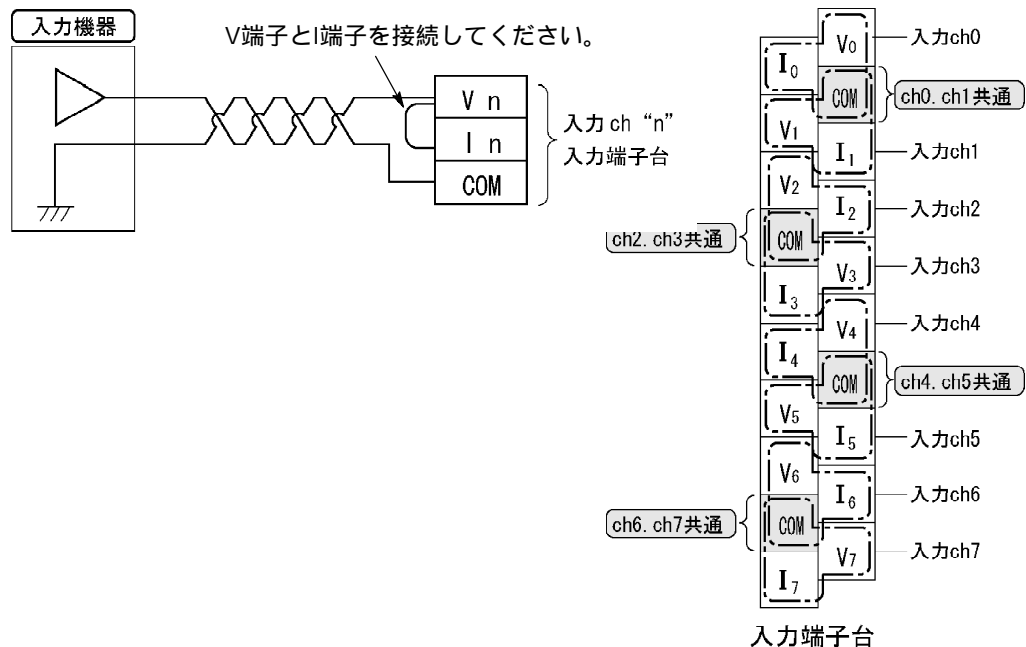 入力機器
V端子とI端子を接続してください。
V n
I n
COM
入力 ch “n”
入力端子台
V0
I0
COM
V1
I1
V2
I2
COM
V3
I3
V4
I4
COM
V5
I5
V6
I6
COM
V7
I7
入力ch0
ch0. ch1共通
入力ch1
入力ch2
ch2. ch3共通
入力ch3
入力ch4
ch4. ch5共通
入力ch5
入力ch6
ch6. ch7共通
入力ch7
入力端子台